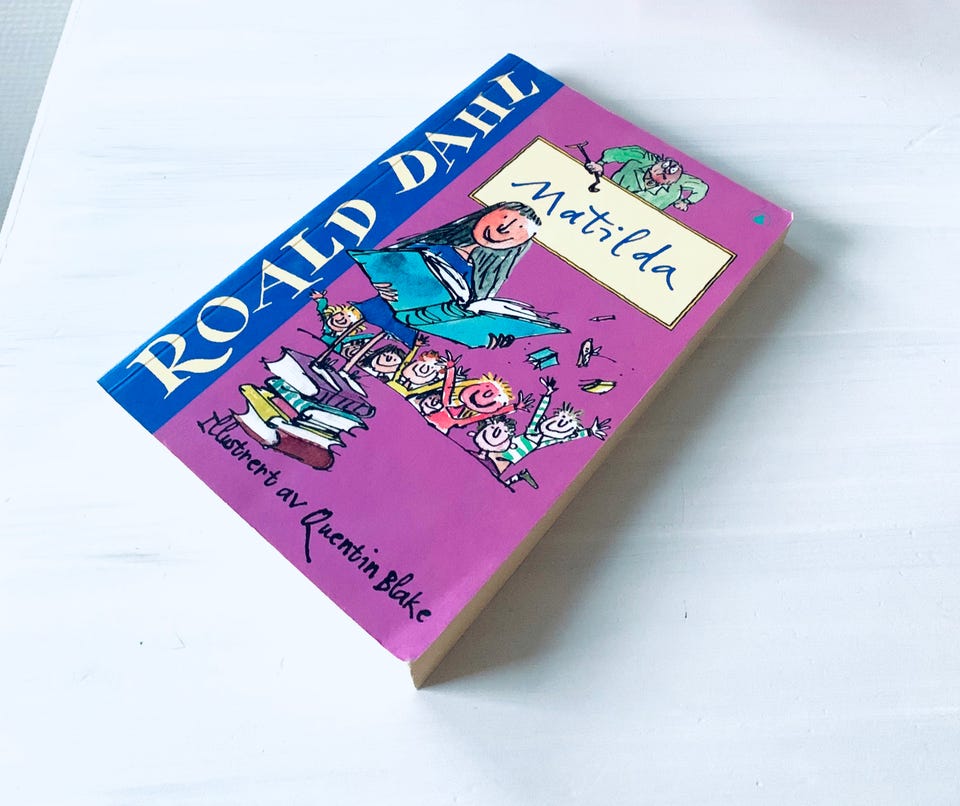 ROALD DAHL
Matilda
Illustrert av Quentin Blake